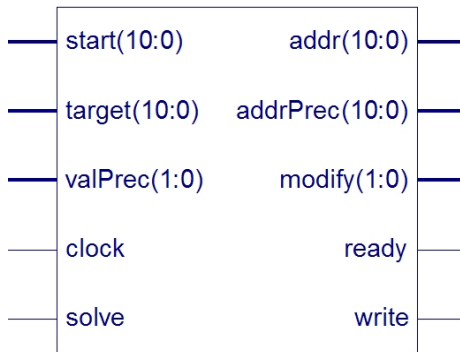 start(10:0) addr(10:0)
target(10:0) addrPrec(10:0)
valPrec(1:0) modify(1:0)
clock ready
solve write